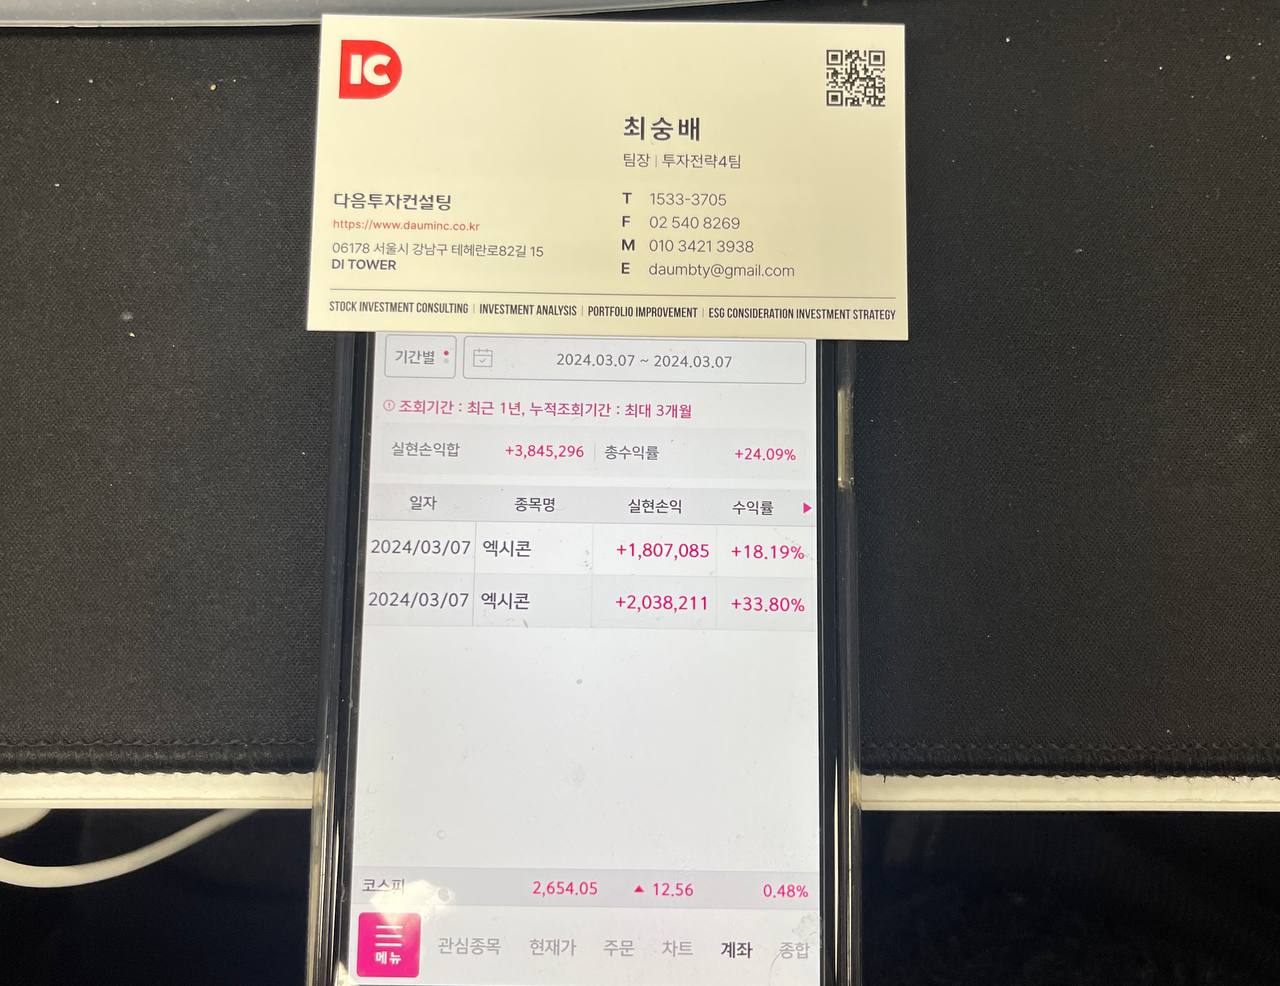 IC
최숭배
팀장 | 투자전략4팀
다음투자컨설팅
https://www.dauminc.co.kr
06178 서울시 강남구 테헤란로82길 15
DI TOWER
T 1533-3705
F 02 540 8269
M 010 3421 3938
E daumbty@gmail.com
STOCK INVESTMENT CONSULTING | INVESTMENT ANALYSIS | PORTFOLIO IMPROVEMENT | ESG CONSIDERATION INVESTMENT STRATEGY
기간별 2024.03.07 ~ 2024.03.07
조회기간 : 최근 1년, 누적조회기간 : 최대 3개월
실현손익합 +3,845,296 총수익률 +24.09%
일자 종목명 실현손익 수익률
2024/03/07 엑시콘 +1,807,085 +18.19%
2024/03/07 엑시콘 +2,038,211 +33.80%
코스피 2,654.05 ▲ 12.56 0.48%
메뉴 관심종목 현재가 주문 차트 계좌 종합